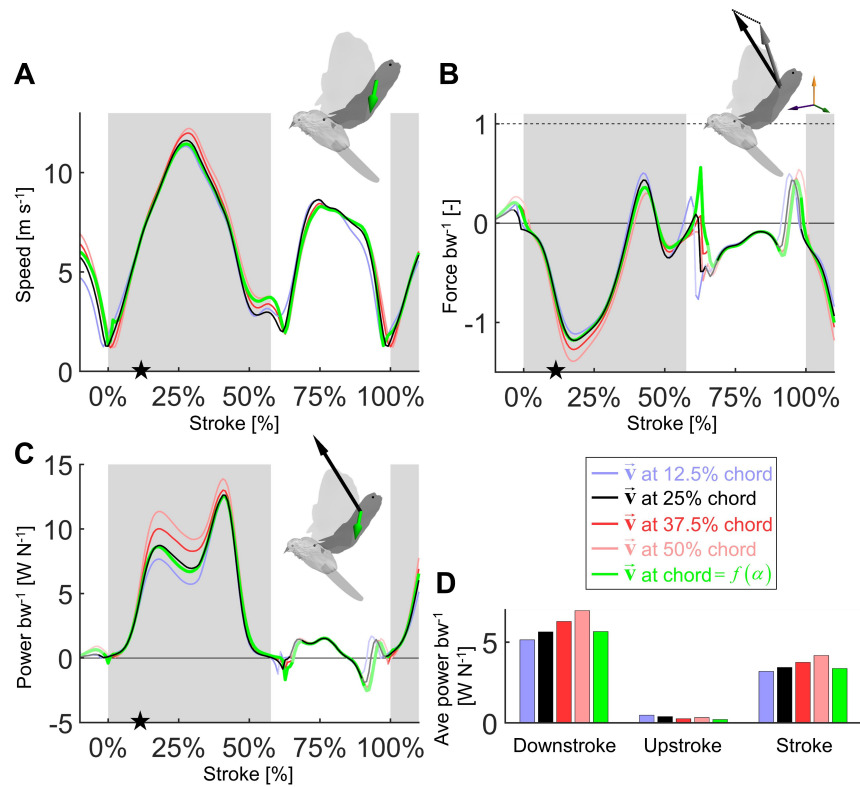 A
Speed [m s⁻¹]
10
5
0
0% 25% 50% 75% 100%
Stroke [%]
B
Force bw⁻¹ [-]
1
0
-1
0% 25% 50% 75% 100%
Stroke [%]
C
Power bw⁻¹ [W N⁻¹]
15
10
5
0
-5
0% 25% 50% 75% 100%
Stroke [%]
v⃗ at 12.5% chord
v⃗ at 25% chord
v⃗ at 37.5% chord
v⃗ at 50% chord
v⃗ at chord = f(α)
D
Ave power bw⁻¹
[W N⁻¹]
5
0
Downstroke Upstroke Stroke